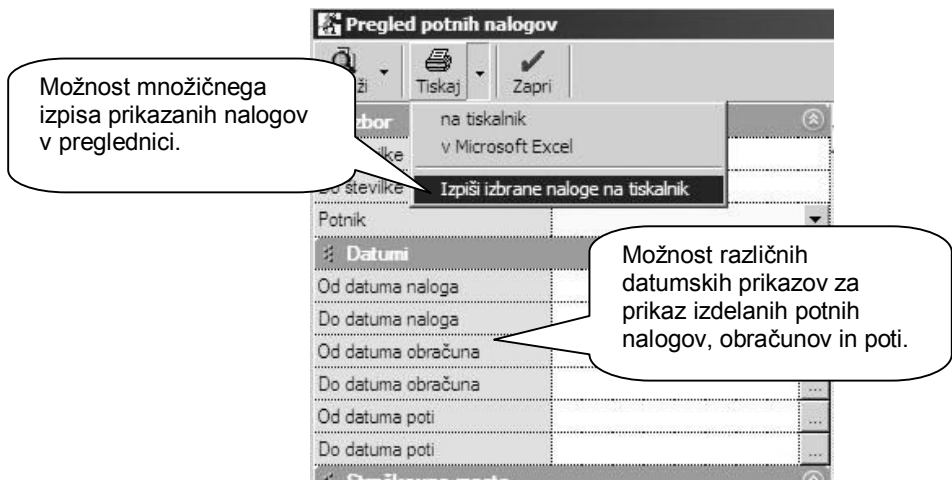 Pregled potnih nalogov
Tiskaj
Zapri
Možnost množičnega
izpisa prikazanih nalogov
v preglednici.
na tiskalnik
v Microsoft Excel
Izpiši izbrane naloge na tiskalnik
Do številke
Potnik
Datumi
Od datuma naloga
Do datuma naloga
Od datuma obračuna
Do datuma obračuna
...
Od datuma poti
...
Do datuma poti
...
Možnost različnih
datumskih prikazov za
prikaz izdelanih potnih
nalogov, obračunov in poti.